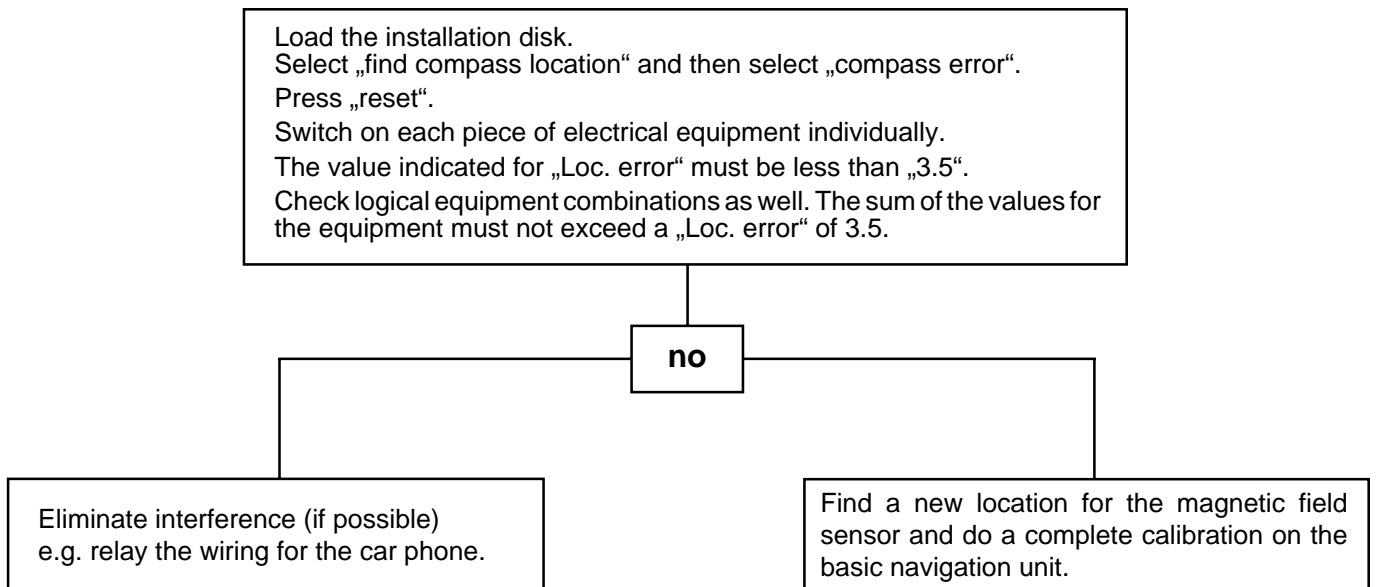 Load the installation disk.
Select „find compass location“ and then select „compass error“.
Press „reset“.
Switch on each piece of electrical equipment individually.
The value indicated for „Loc. error“ must be less than „3.5“.
Check logical equipment combinations as well. The sum of the values for
the equipment must not exceed a „Loc. error“ of 3.5.
no
Eliminate interference (if possible)
e.g. relay the wiring for the car phone.
Find a new location for the magnetic field
sensor and do a complete calibration on the
basic navigation unit.